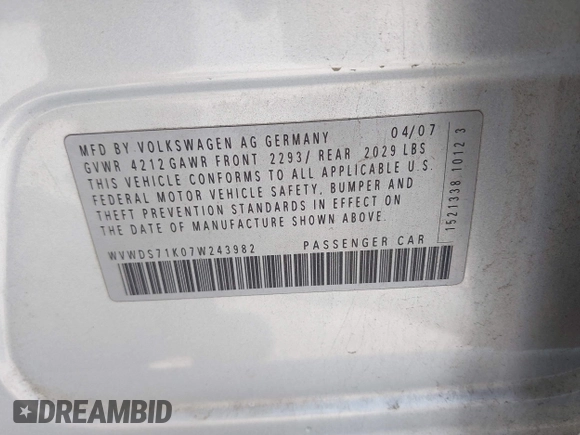 MFD BY VOLKSWAGEN AG GERMANY 04/07
GVWR 4212 GAWR FRONT 2293/ REAR 2029 LBS
THIS VEHICLE CONFORMS TO ALL APPLICABLE U.S.
FEDERAL MOTOR VEHICLE SAFETY, BUMPER AND
THEFT PREVENTION STANDARDS IN EFFECT ON
THE DATE OF MANUFACTURE SHOWN ABOVE.
WVWDS71K07W243982 PASSENGER CAR
1521338 1012 3
DREAMBID